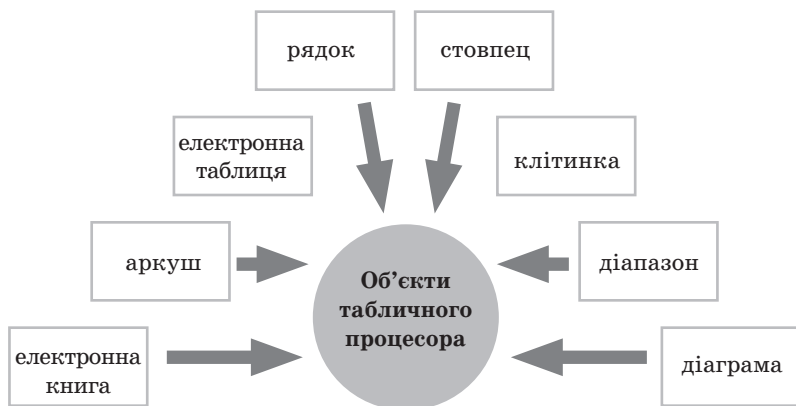 рядок
стовпец
електронна
таблиця
клітинка
аркуш
Об’єкти
табличного
процесора
діапазон
електронна
книга
діаграма